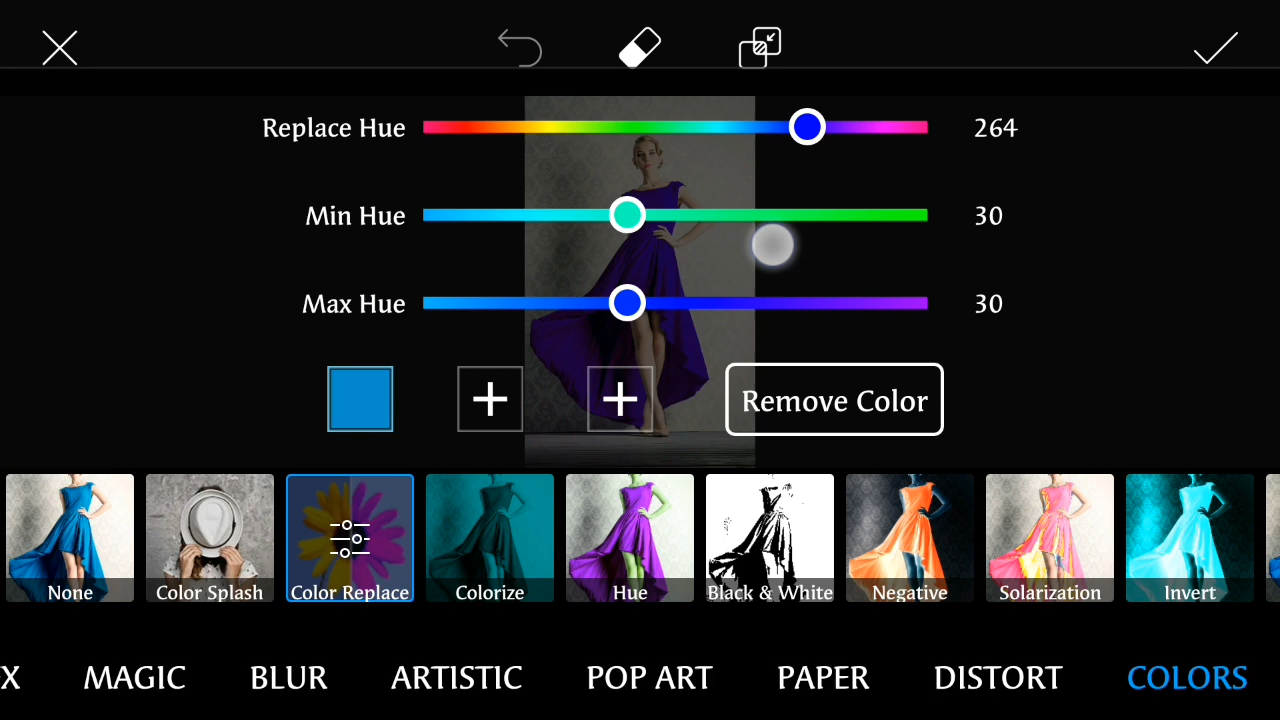 Replace Hue 264
Min Hue 30
Max Hue 30
Remove Color
None Color Splash Color Replace Colorize Hue Black & White Negative Solarization Invert
X MAGIC BLUR ARTISTIC POP ART PAPER DISTORT COLORS